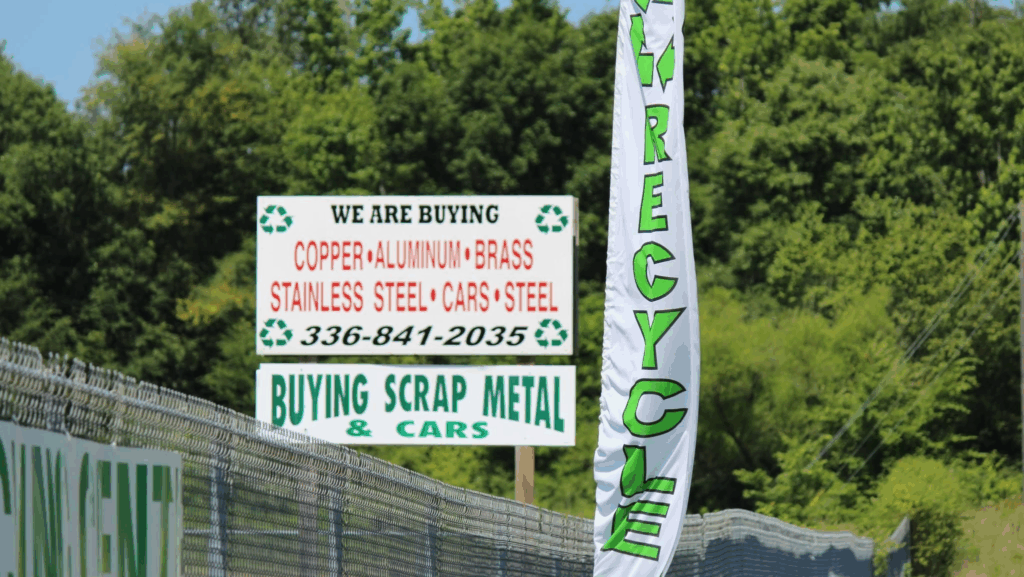 WE ARE BUYING
COPPER • ALUMINUM • BRASS
STAINLESS STEEL • CARS • STEEL
336-841-2035
BUYING SCRAP METAL
& CARS
RECYCLE